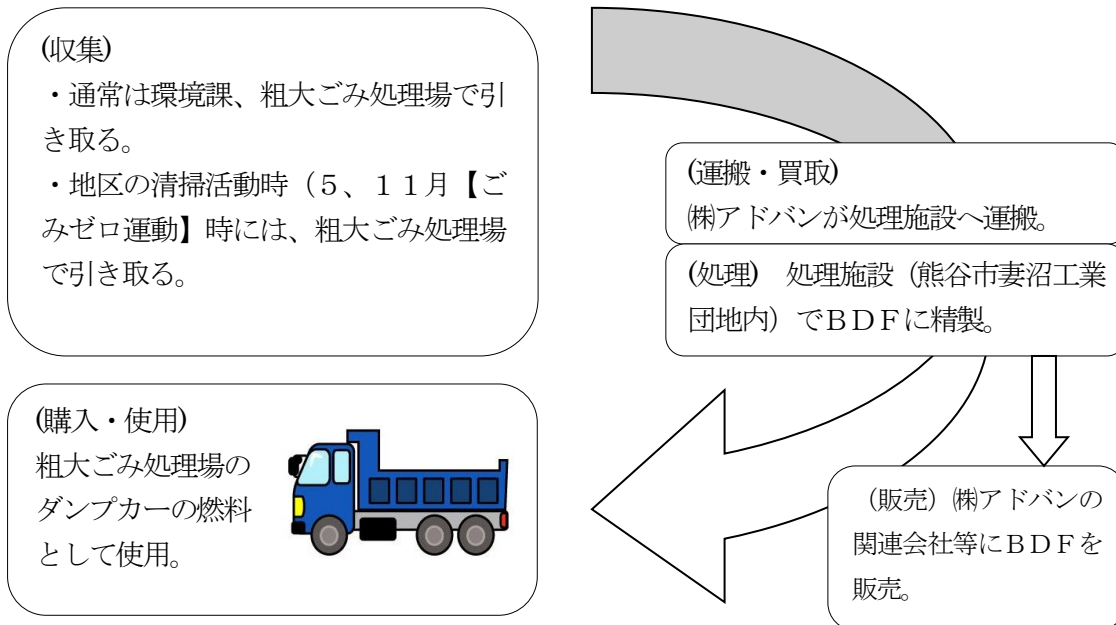 (収集)
・通常は環境課、粗大ごみ処理場で引
き取る。
・地区の清掃活動時（５、１１月【ご
みゼロ運動】時には、粗大ごみ処理場
で引き取る。
(運搬・買取)
㈱アドバンが処理施設へ運搬。
(処理)　処理施設（熊谷市妻沼工業
団地内）でＢＤＦに精製。
(購入・使用)
粗大ごみ処理場の
ダンプカーの燃料
として使用。
（販売）㈱アドバンの
関連会社等にＢＤＦを
販売。